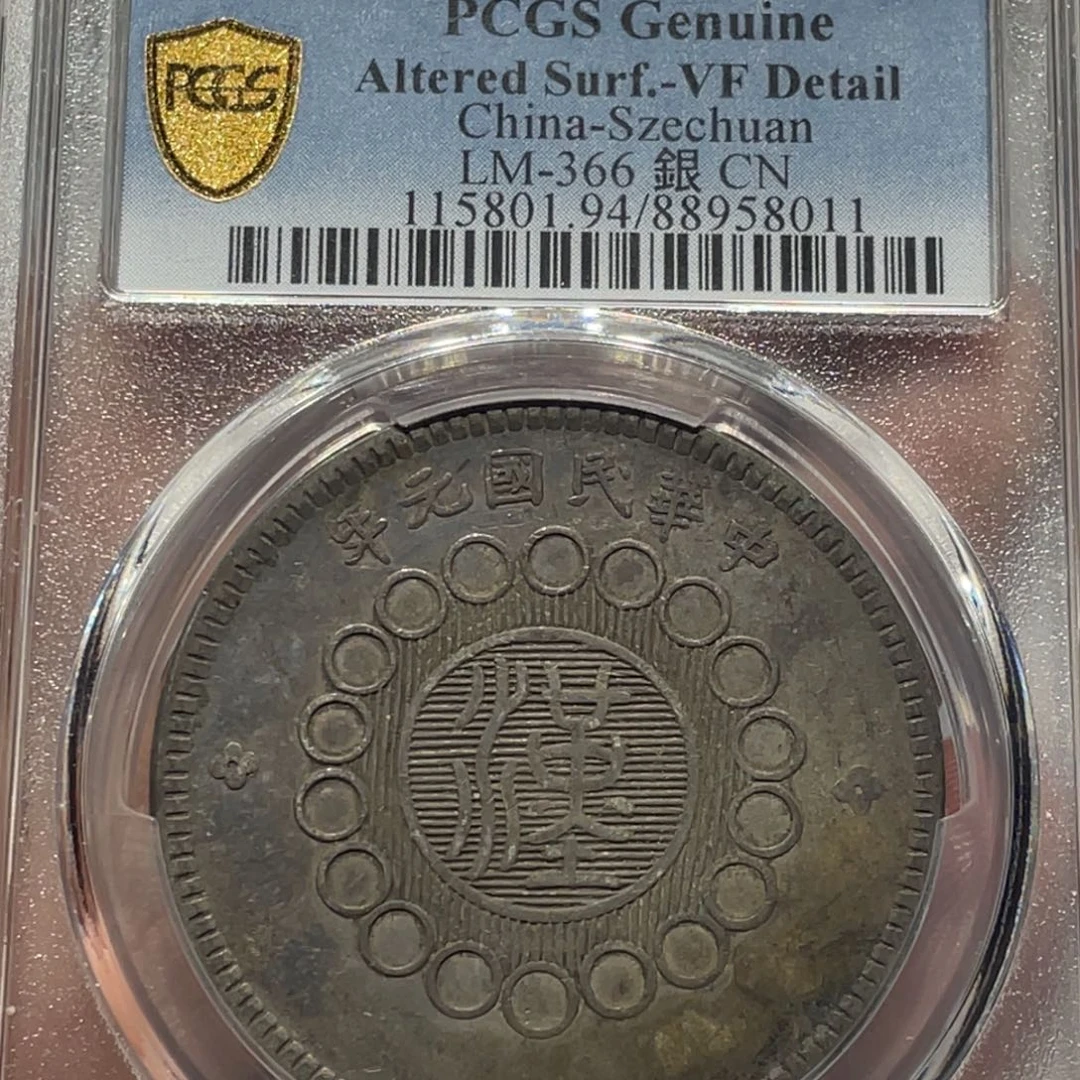 PCGS
PCGS Genuine
Altered Surf.-VF Detail
China-Szechuan
LM-366 銀 CN
115801.94/88958011
中華民國元年
漢